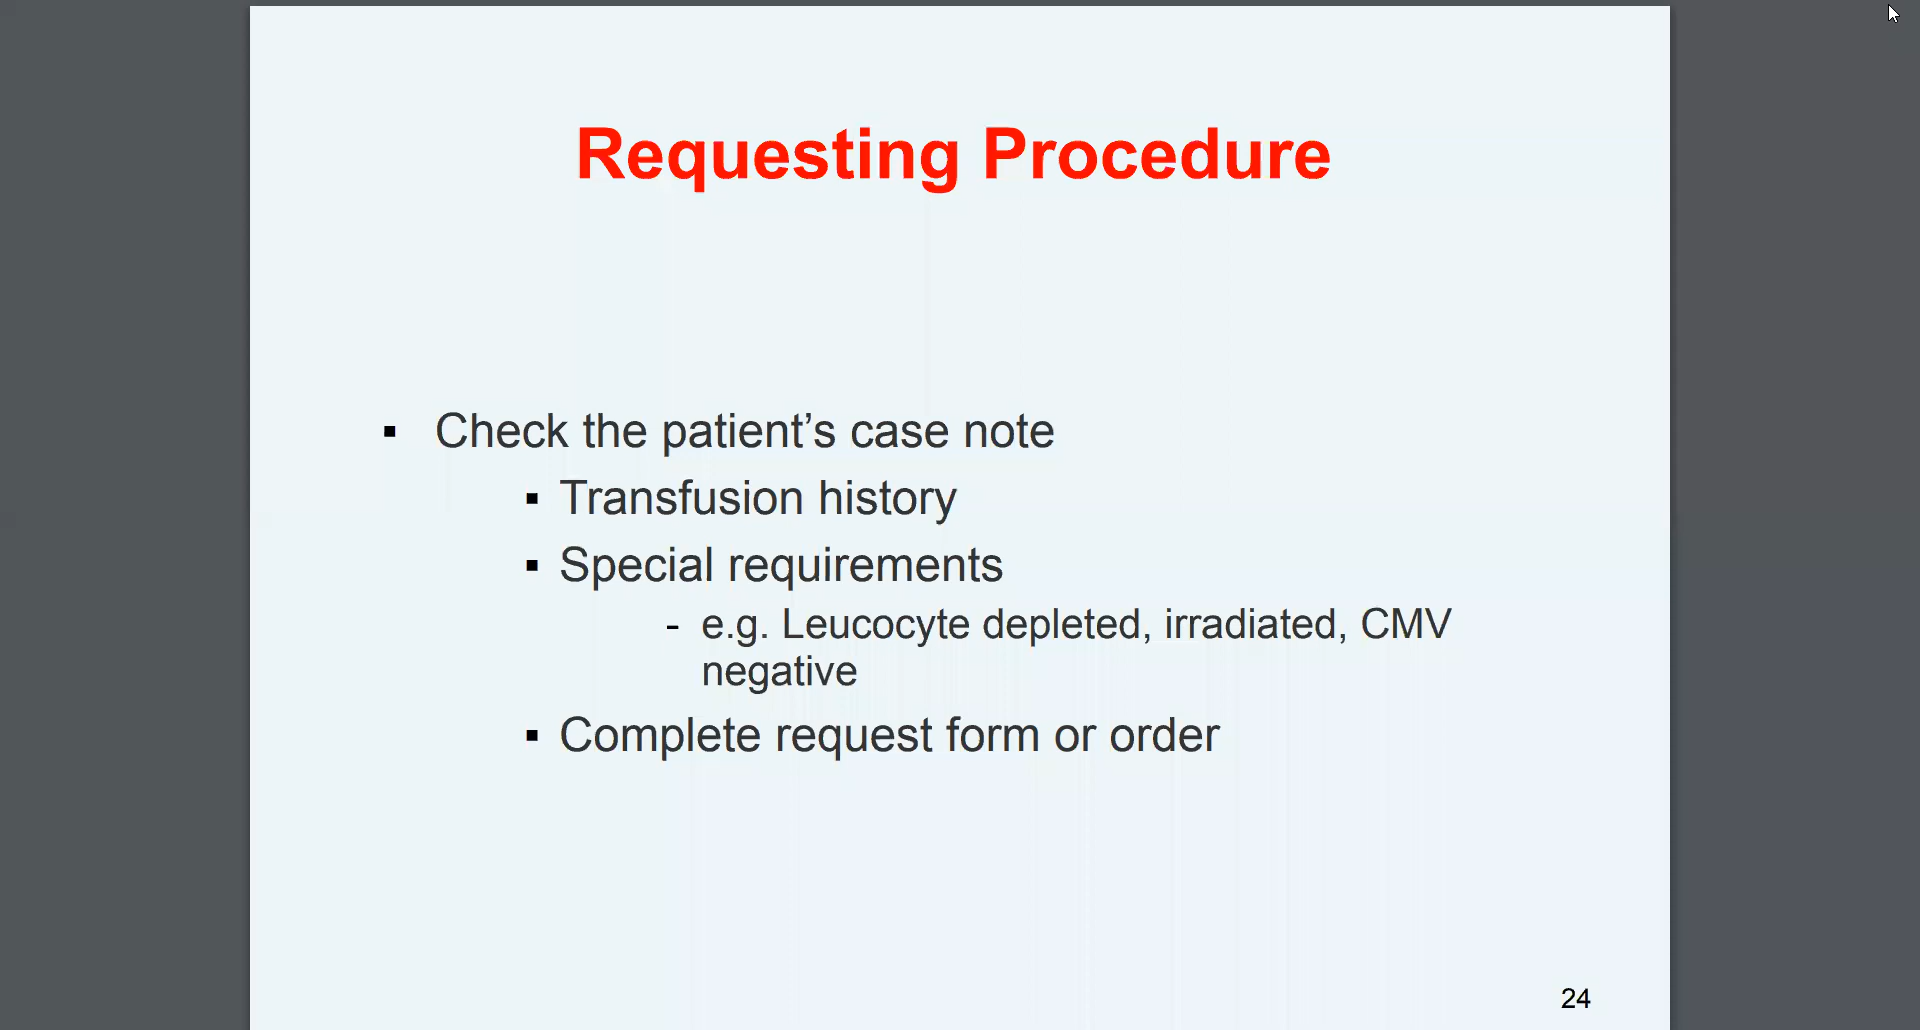 Requesting Procedure
▪ Check the patient’s case note
▪ Transfusion history
▪ Special requirements
- e.g. Leucocyte depleted, irradiated, CMV
negative
▪ Complete request form or order
24